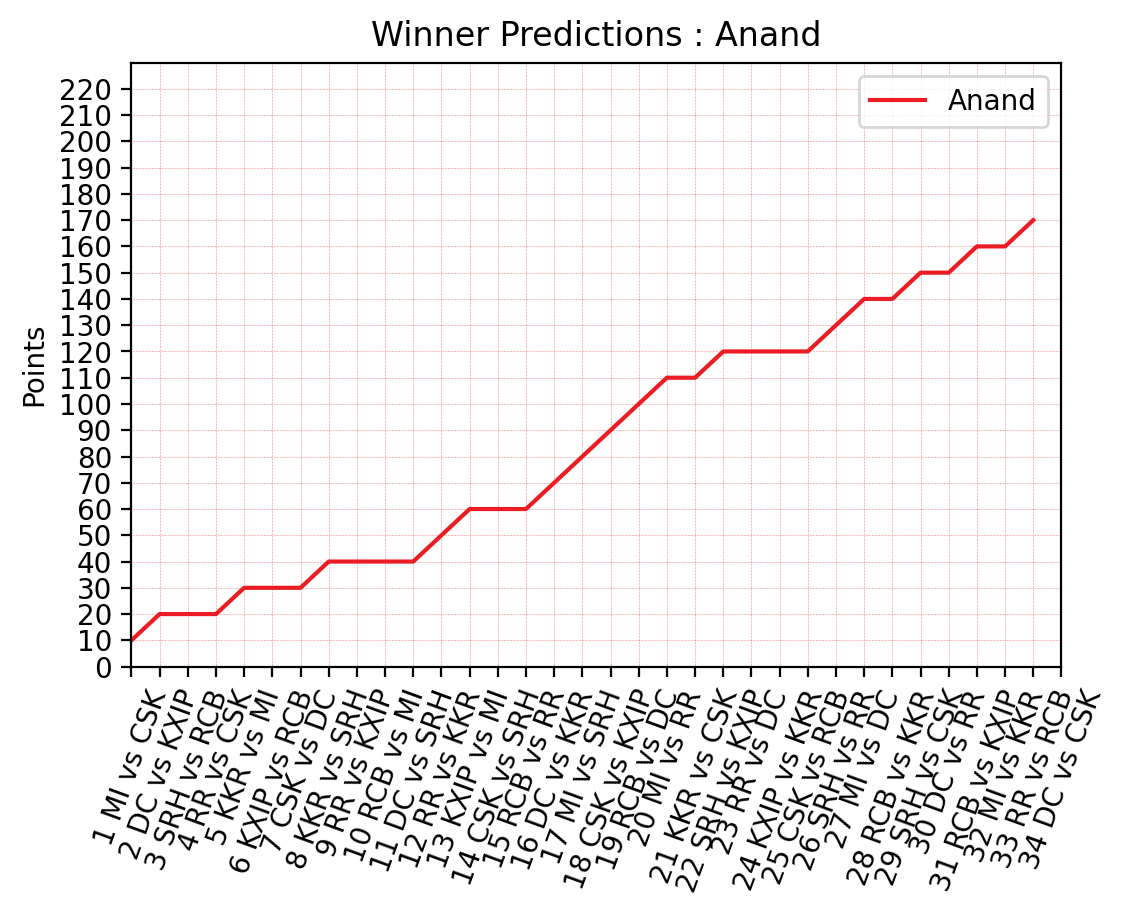 Winner Predictions : Anand
Anand
Points
220
210
200
190
180
170
160
150
140
130
120
110
100
90
80
70
60
50
40
30
20
10
0
1 MI vs CSK
2 DC vs KXIP
3 SRH vs RCB
4 RR vs CSK
5 KKR vs MI
6 KXIP vs RCB
7 CSK vs DC
8 KKR vs SRH
9 RR vs KXIP
10 RCB vs MI
11 DC vs SRH
12 RR vs KKR
13 KXIP vs MI
14 CSK vs SRH
15 RCB vs RR
16 DC vs KKR
17 MI vs SRH
18 CSK vs KXIP
19 RCB vs DC
20 MI vs RR
21 KKR vs CSK
22 SRH vs KXIP
23 RR vs DC
24 KXIP vs KKR
25 CSK vs RCB
26 SRH vs RR
27 MI vs DC
28 RCB vs KKR
29 SRH vs CSK
30 DC vs RR
31 RCB vs KXIP
32 MI vs KKR
33 RR vs RCB
34 DC vs CSK